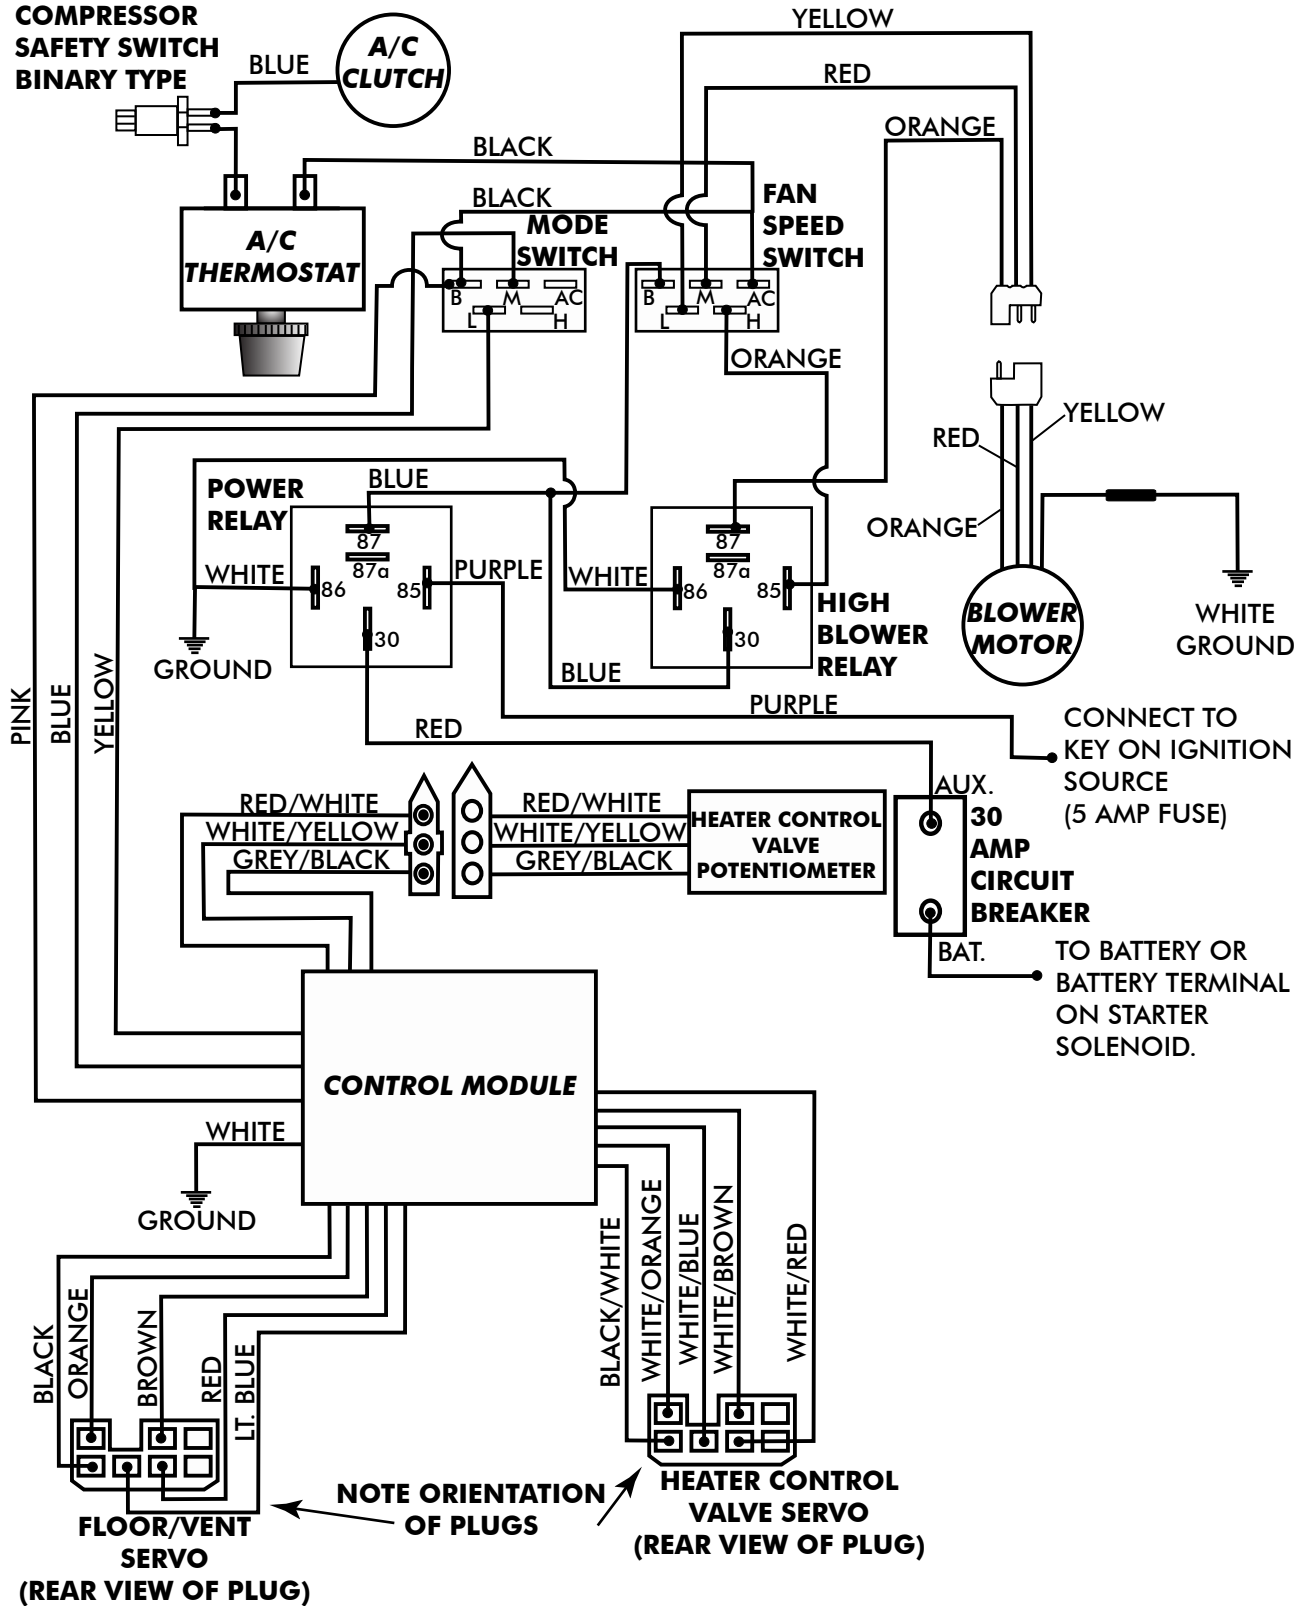 COMPRESSOR
SAFETY SWITCH
BINARY TYPE
BLUE
A/C
CLUTCH
YELLOW
RED
ORANGE
BLACK
BLACK
FAN
SPEED
SWITCH
MODE
SWITCH
A/C
THERMOSTAT
B
M
AC
L
H
B
M
AC
L
H
ORANGE
YELLOW
RED
ORANGE
POWER
RELAY
BLUE
87
87a
86
85
30
WHITE
PURPLE
GROUND
WHITE
87
87a
86
85
30
HIGH
BLOWER
RELAY
BLUE
BLOWER
MOTOR
WHITE
GROUND
PINK
BLUE
YELLOW
PURPLE
RED
CONNECT TO
KEY ON IGNITION
SOURCE
(5 AMP FUSE)
AUX.
30
AMP
CIRCUIT
BREAKER
BAT.
RED/WHITE
WHITE/YELLOW
GREY/BLACK
RED/WHITE
WHITE/YELLOW
GREY/BLACK
HEATER CONTROL
VALVE
POTENTIOMETER
TO BATTERY OR
BATTERY TERMINAL
ON STARTER
SOLENOID.
CONTROL MODULE
WHITE
GROUND
BLACK
ORANGE
BROWN
RED
LT. BLUE
BLACK/WHITE
WHITE/ORANGE
WHITE/BLUE
WHITE/BROWN
WHITE/RED
NOTE ORIENTATION
OF PLUGS
FLOOR/VENT
SERVO
(REAR VIEW OF PLUG)
HEATER CONTROL
VALVE SERVO
(REAR VIEW OF PLUG)